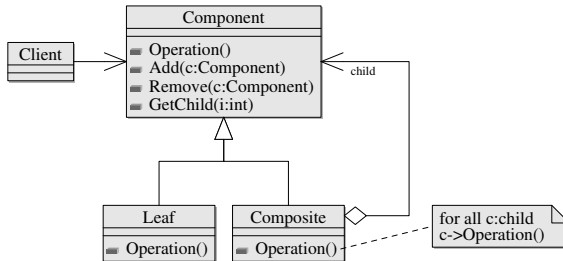 Component
Client
Operation()
Add(c:Component)
Remove(c:Component)
GetChild(i:int)
child
Leaf
Operation()
Composite
Operation()
for all c:child
c->Operation()